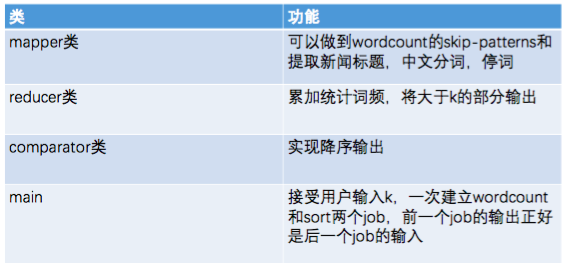 类 功能
mapper类 可以做到wordcount的skip-patterns和
提取新闻标题，中文分词，停词
reducer类 累加统计词频，将大于k的部分输出
comparator类 实现降序输出
main 接受用户输入k，一次建立wordcount
和sort两个job，前一个job的输出正好
是后一个job的输入